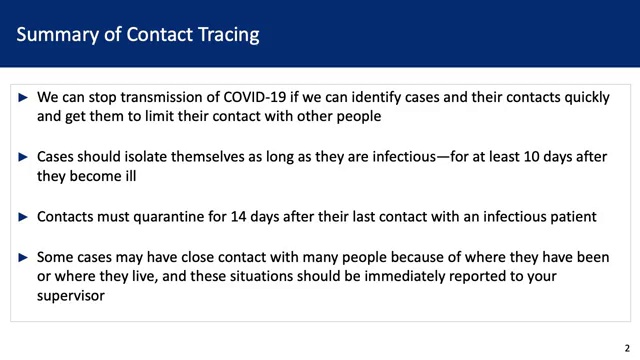 Summary of Contact Tracing
► We can stop transmission of COVID-19 if we can identify cases and their contacts quickly
and get them to limit their contact with other people
► Cases should isolate themselves as long as they are infectious—for at least 10 days after
they become ill
► Contacts must quarantine for 14 days after their last contact with an infectious patient
► Some cases may have close contact with many people because of where they have been
or where they live, and these situations should be immediately reported to your
supervisor
2